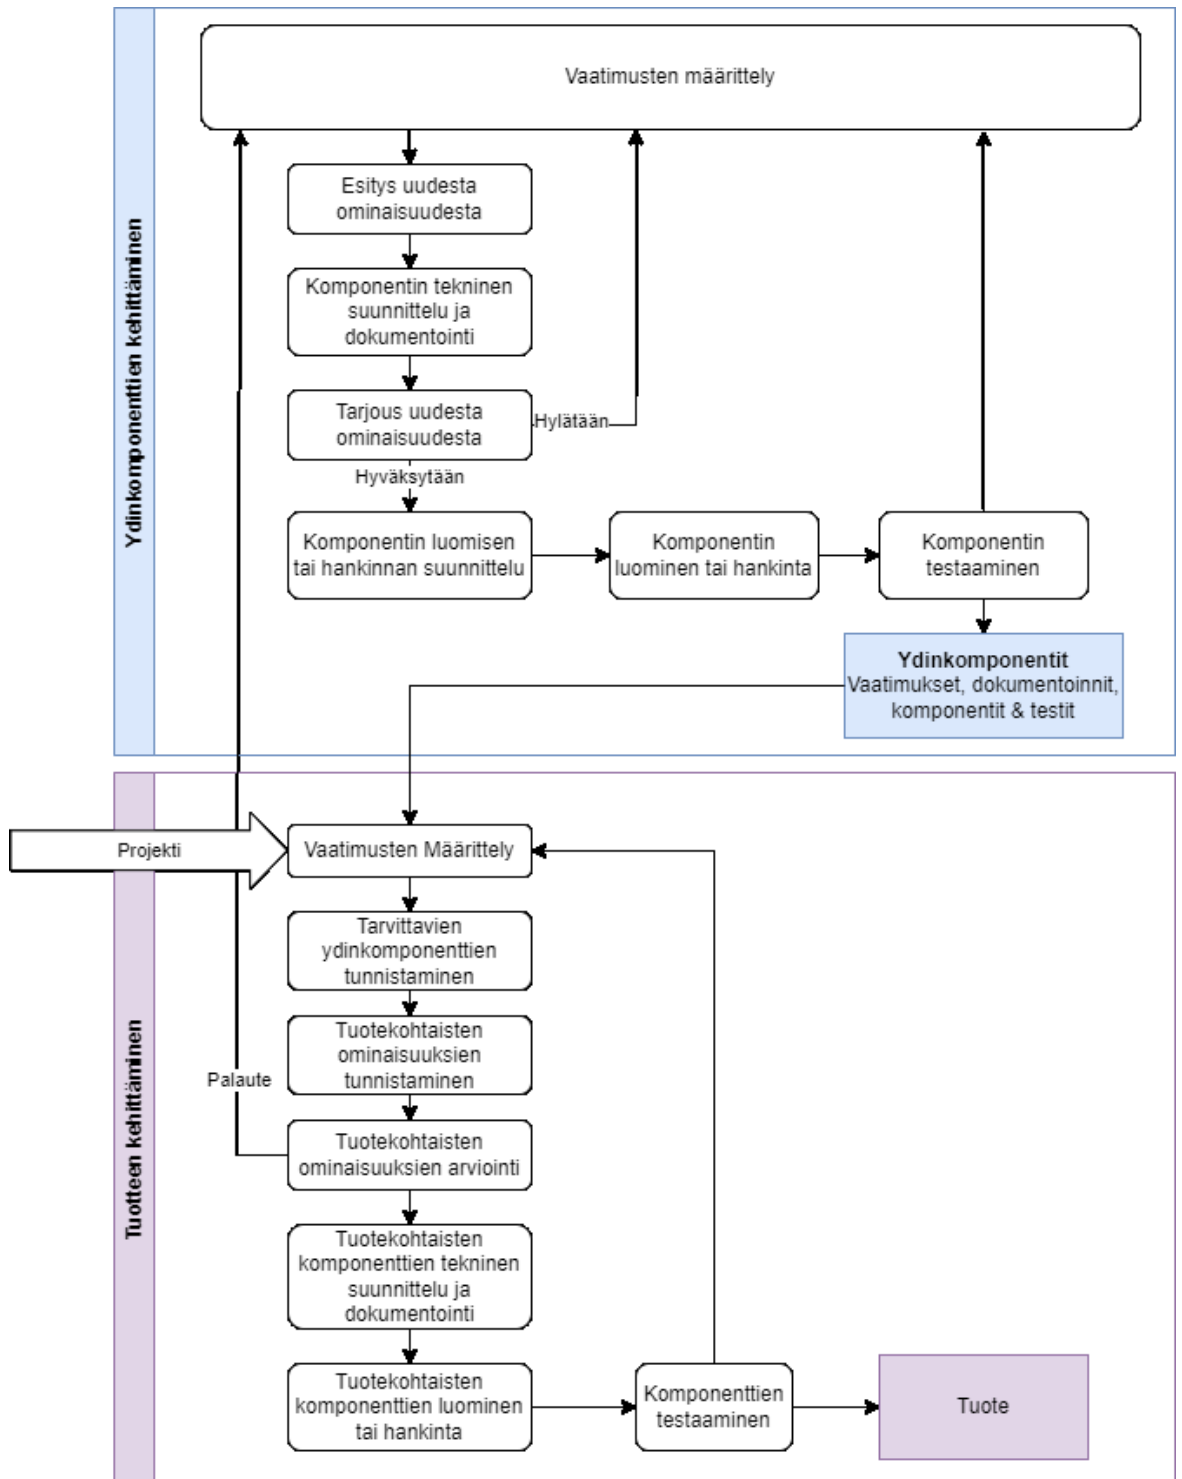 Ydinkomponenttien kehittäminen
Vaatimusten määrittely
Esitys uudesta
ominaisuudesta
Komponentin tekninen
suunnittelu ja
dokumentointi
Tarjous uudesta
ominaisuudesta
Hylätään
Hyväksytään
Komponentin luomisen
tai hankinnan suunnittelu
Komponentin
luominen tai hankinta
Komponentin
testaaminen
Ydinkomponentit
Vaatimukset, dokumentoinnit,
komponentit & testit
Tuotteen kehittäminen
Projekti
Vaatimusten Määrittely
Tarvittavien
ydinkomponenttien
tunnistaminen
Tuotekohtaisten
ominaisuuksien
tunnistaminen
Palaute
Tuotekohtaisten
ominaisuuksien arviointi
Tuotekohtaisten
komponenttien tekninen
suunnittelu ja
dokumentointi
Tuotekohtaisten
komponenttien luominen
tai hankinta
Komponenttien
testaaminen
Tuote